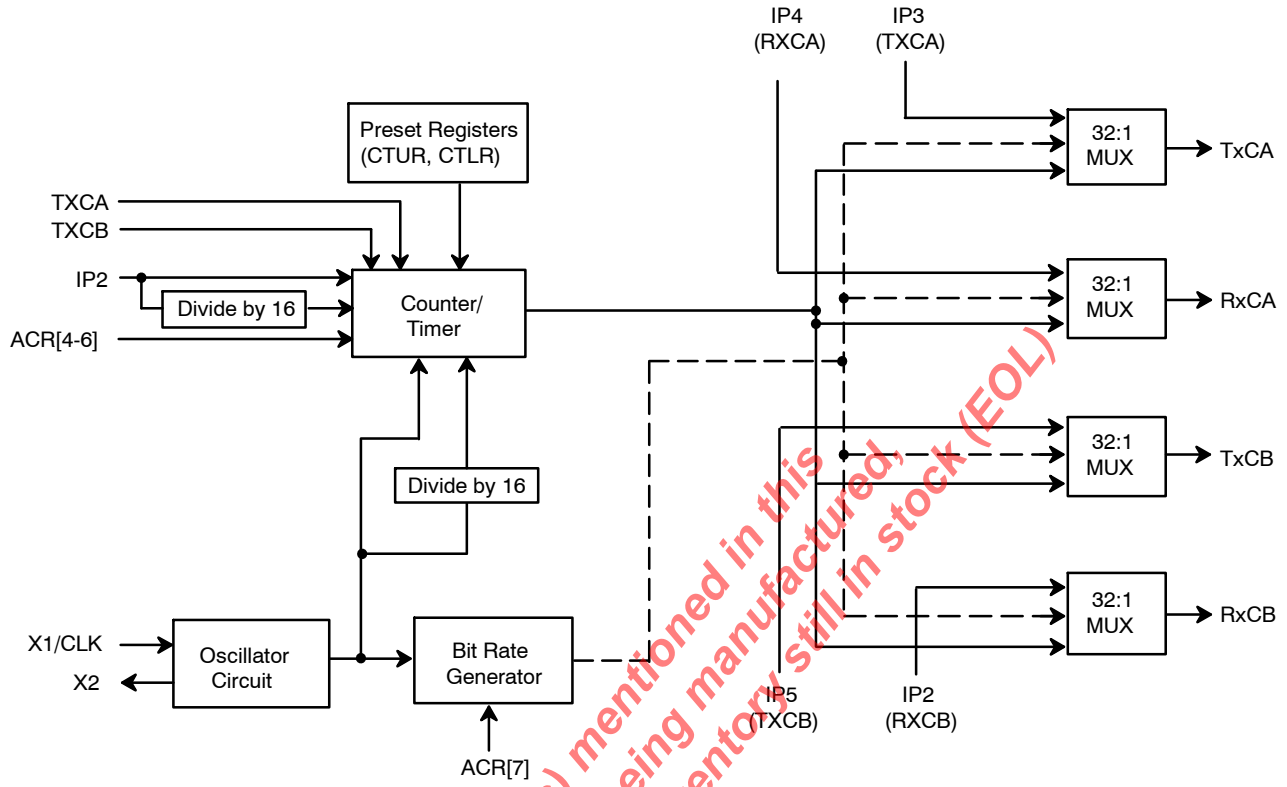 IP4
(RXCA)
IP3
(TXCA)
Preset Registers
(CTUR, CTLR)
32:1
MUX
TxCA
TXCA
TXCB
IP2
Divide by 16
ACR[4-6]
Counter/
Timer
32:1
MUX
RxCA
Divide by 16
32:1
MUX
TxCB
X1/CLK
X2
Oscillator
Circuit
Bit Rate
Generator
ACR[7]
32:1
MUX
RxCB
IP5
(TXCB)
IP2
(RXCB)
) mentioned in this
eing manufactured,
entory still in stock (EOL)